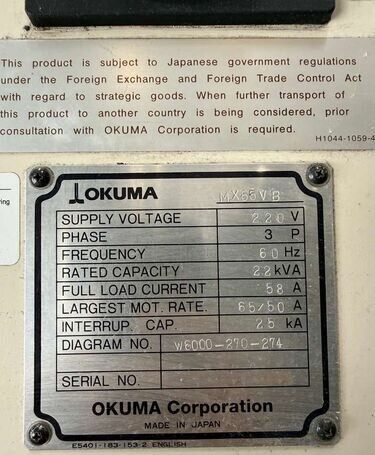 This product is subject to Japanese government regulations
under the Foreign Exchange and Foreign Trade Control Act
with regard to strategic goods. When further transport of
this product to another country is being considered, prior
consultation with OKUMA Corporation is required.
H1044-1059-4
ring
OKUMA MX55VB
SUPPLY VOLTAGE 220 V
PHASE 3 P
FREQUENCY 60 Hz
RATED CAPACITY 22 kVA
FULL LOAD CURRENT 58 A
LARGEST MOT. RATE. 65/50 A
INTERRUP. CAP. 25 kA
DIAGRAM NO. W6000-270-274
SERIAL NO.
OKUMA Corporation
MADE IN JAPAN
E5401-183-153-2 ENGLISH